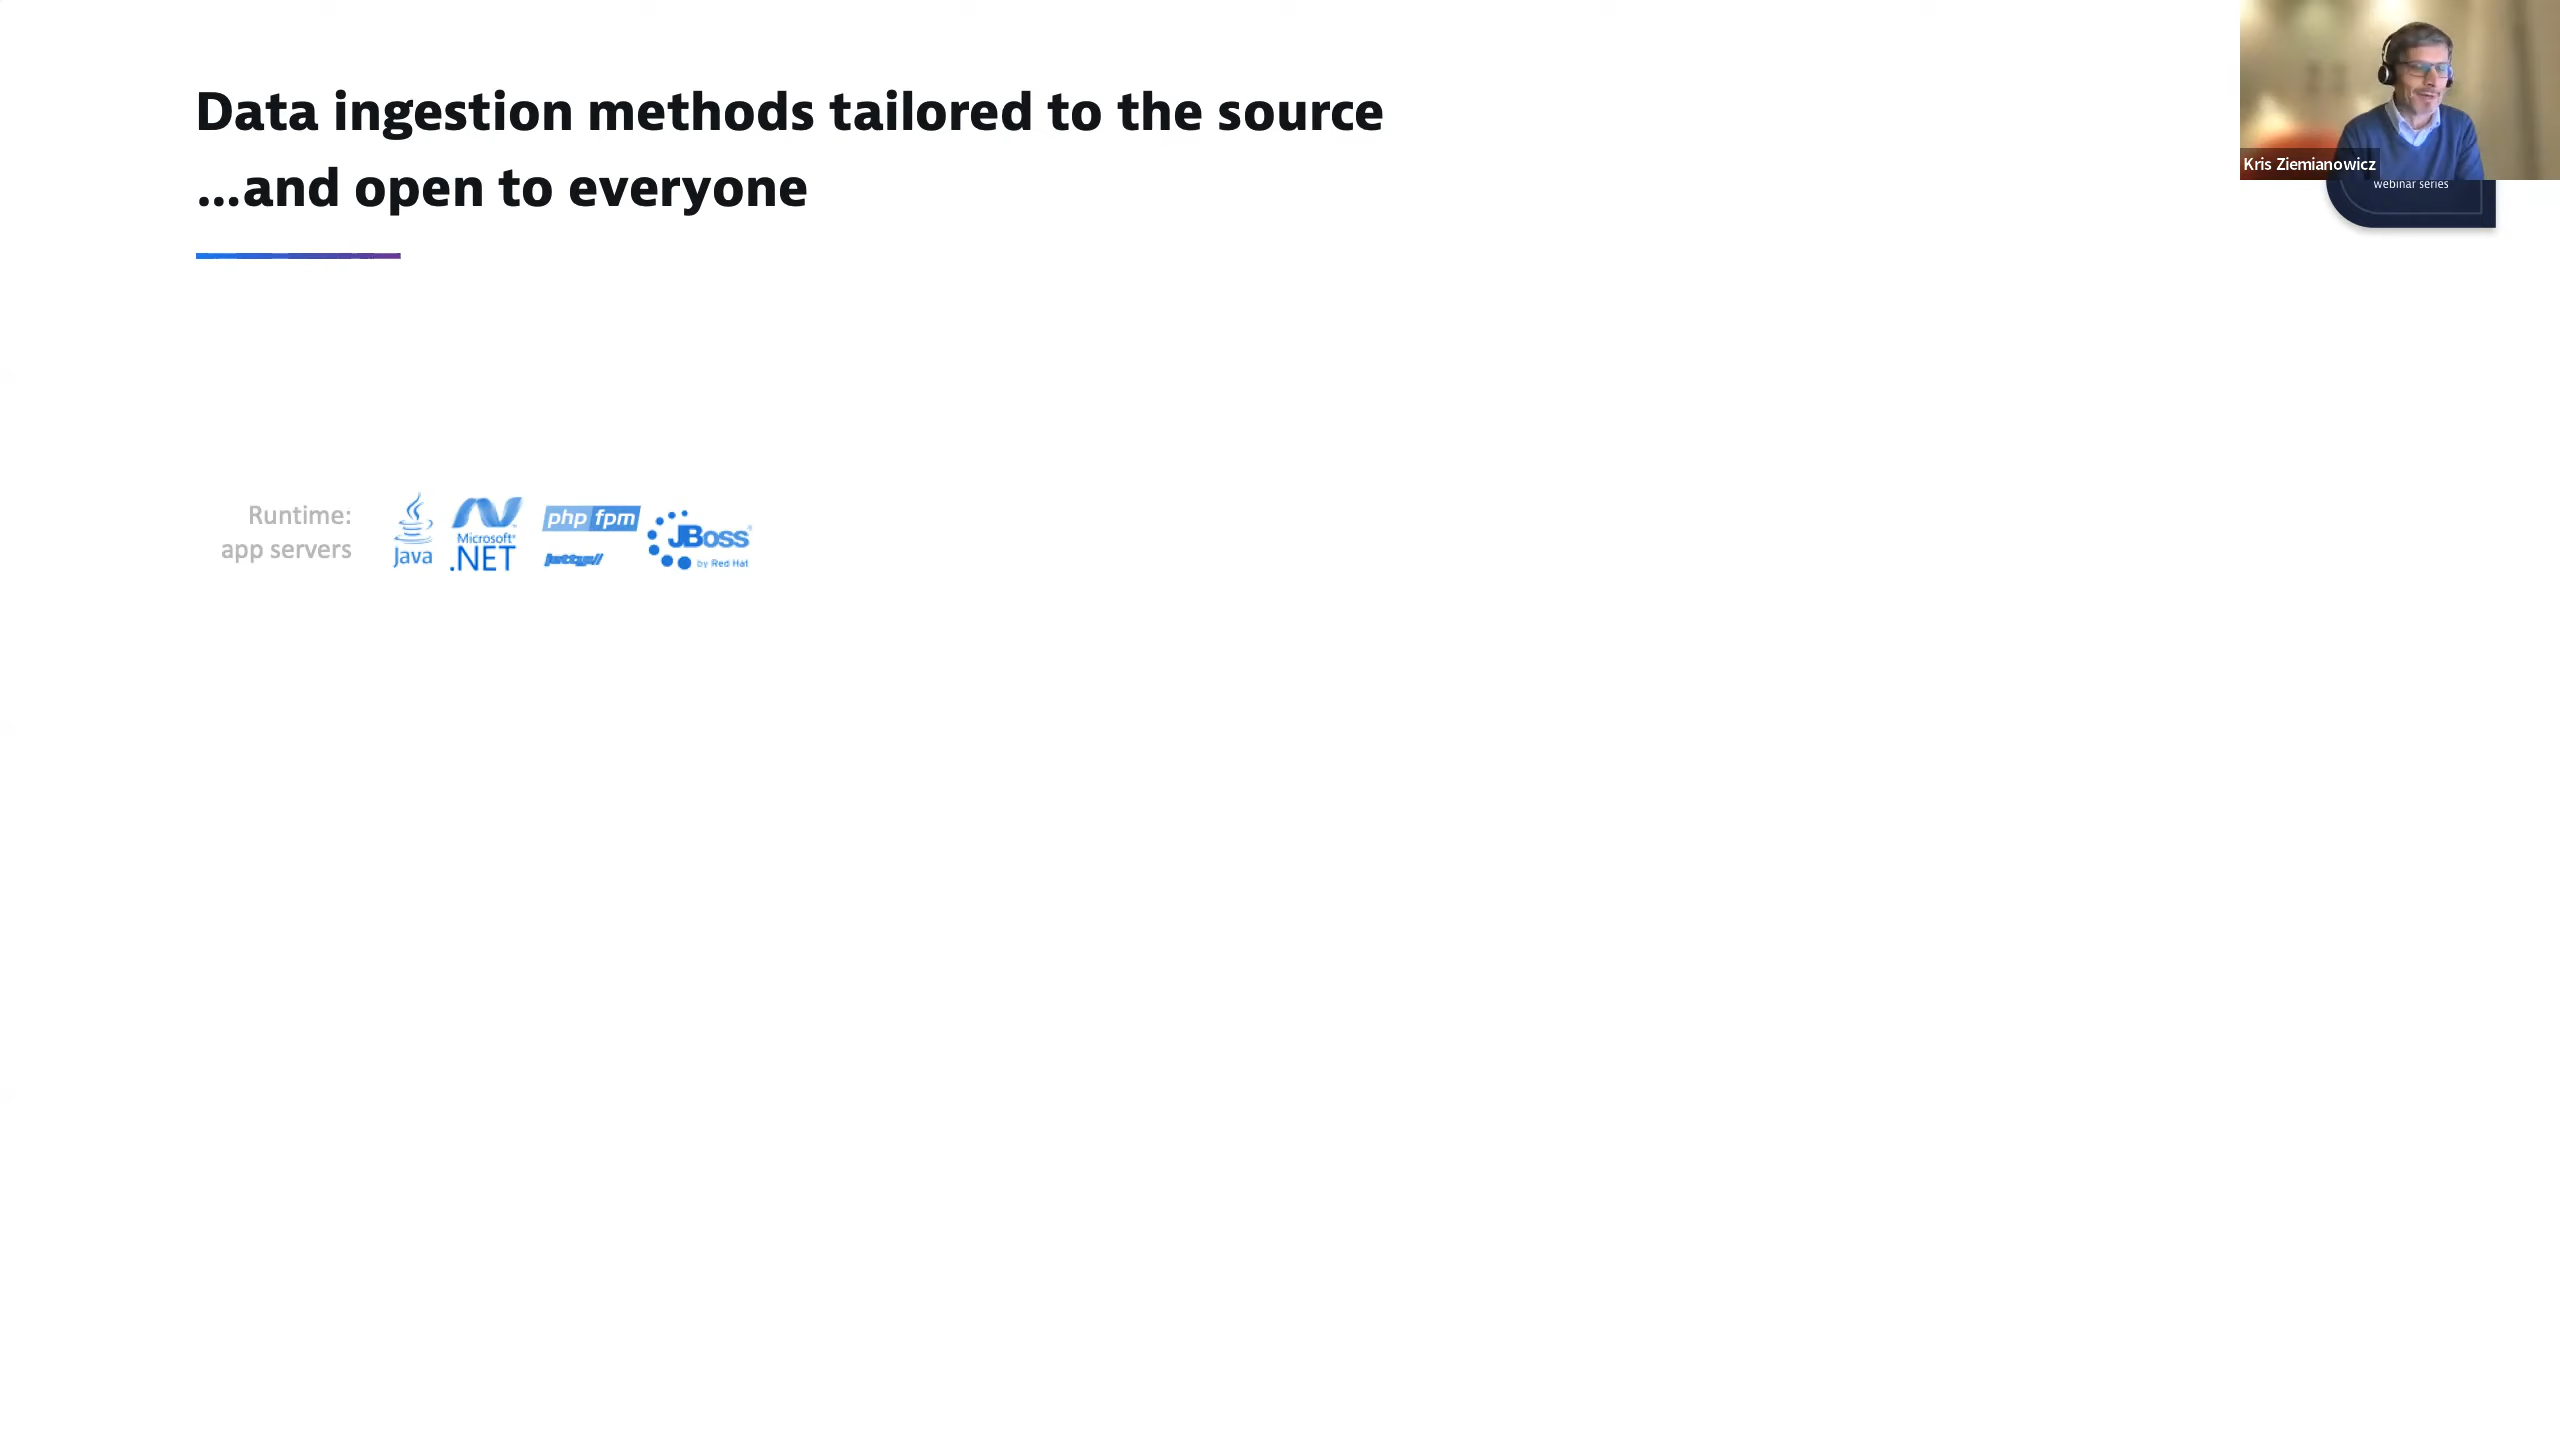 Data ingestion methods tailored to the source
...and open to everyone
Kris Ziemianowicz
webinar series
Runtime:
app servers
Java
Microsoft®
.NET
php fpm
jetty://
JBoss®
by Red Hat